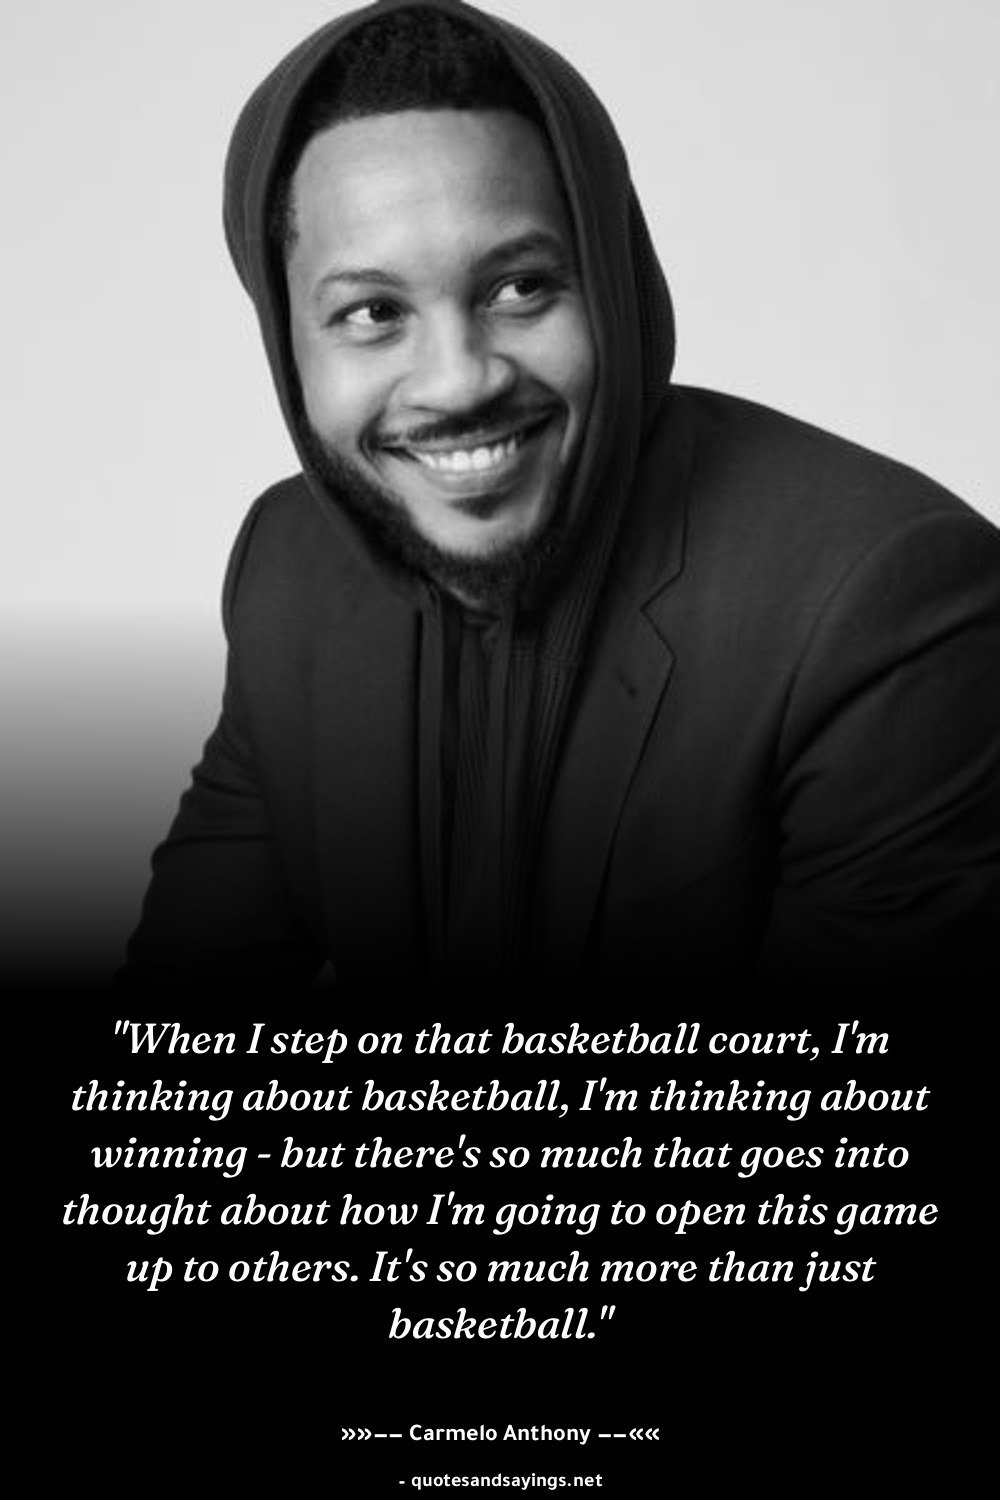 "When I step on that basketball court, I'm
thinking about basketball, I'm thinking about
winning - but there's so much that goes into
thought about how I'm going to open this game
up to others. It's so much more than just
basketball."
»»−− Carmelo Anthony −−««
- quotesandsayings.net